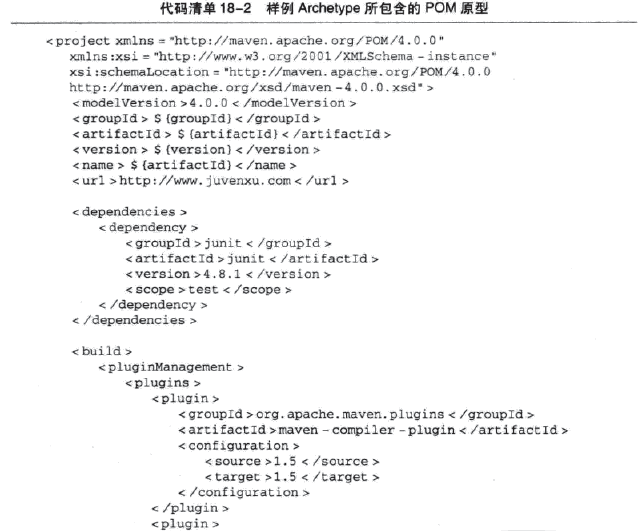 代码清单 18-2 样例 Archetype 所包含的 POM 原型
<project xmlns = "http://maven.apache.org/POM/4.0.0"
xmlns:xsi = "http://www.w3.org/2001/XMLSchema - instance"
xsi:schemaLocation = "http://maven.apache.org/POM/4.0.0
http://maven.apache.org/xsd/maven - 4.0.0.xsd" >
<modelVersion >4.0.0 < /modelVersion >
<groupId > $ {groupId} < /groupId >
<artifactId > $ {artifactId} < /artifactId >
<version > $ {version} < /version >
<name > $ {artifactId} < /name >
<url >http://www.juvenxu.com < /url >
<dependencies >
<dependency >
<groupId >junit < /groupId >
<artifactId >junit < /artifactId >
<version >4.8.1 < /version >
<scope >test < /scope >
< /dependency >
< /dependencies >
<build >
<pluginManagement >
<plugins >
<plugin >
<groupId >org.apache.maven.plugins < /groupId >
<artifactId >maven - compiler - plugin < /artifactId >
<configuration >
<source >1.5 < /source >
<target >1.5 < /target >
< /configuration >
< /plugin >
<plugin >